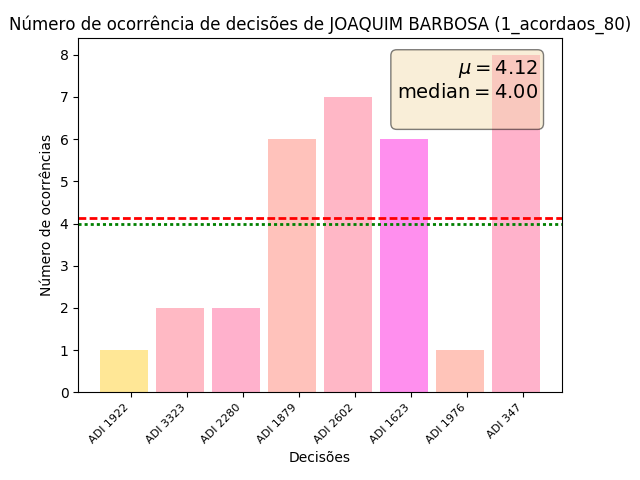 Número de ocorrência de decisões de JOAQUIM BARBOSA (1_acordaos_80)
μ = 4.12
median = 4.00
Número de ocorrências
8
7
6
5
4
3
2
1
0
ADI 1922
ADI 3323
ADI 2280
ADI 1879
ADI 2602
ADI 1623
ADI 1976
ADI 347
Decisões